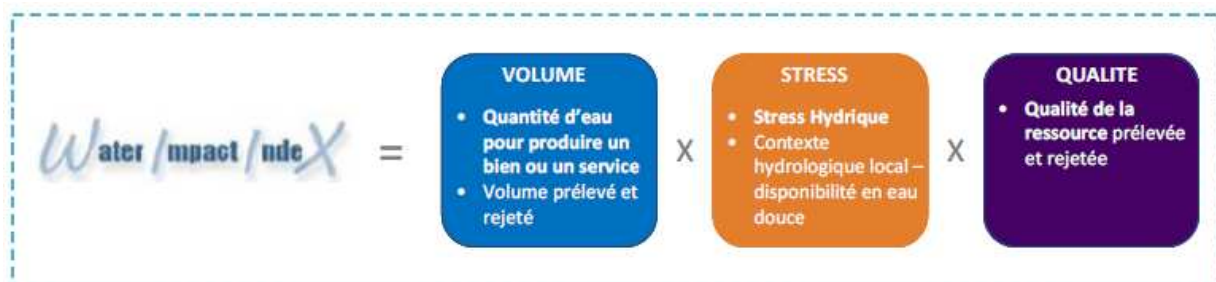 Water Impact IndeX
=
VOLUME
• Quantité d'eau
pour produire un
bien ou un service
• Volume prélevé et
rejeté
X
STRESS
• Stress Hydrique
• Contexte
hydrologique local –
disponibilité en eau
douce
X
QUALITE
• Qualité de la
ressource prélevée
et rejetée